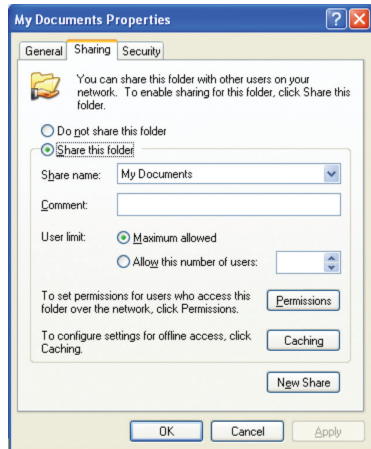 My Documents Properties
General Sharing Security
You can share this folder with other users on your
network. To enable sharing for this folder, click Share this
folder.
Do not share this folder
Share this folder
Share name: My Documents
Comment:
User limit: Maximum allowed
Allow this number of users:
To set permissions for users who access this
folder over the network, click Permissions.
Permissions
To configure settings for offline access, click
Caching.
Caching
New Share
OK Cancel Apply